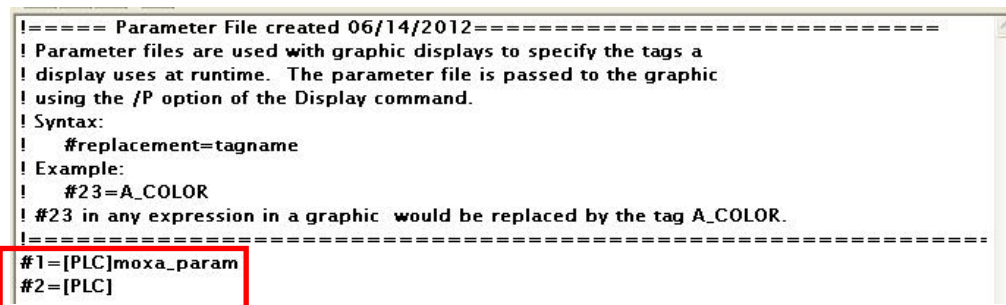 !===== Parameter File created 06/14/2012=============================
! Parameter files are used with graphic displays to specify the tags a
! display uses at runtime.  The parameter file is passed to the graphic
! using the /P option of the Display command.
! Syntax:
!    #replacement=tagname
! Example:
!    #23=A_COLOR
! #23 in any expression in a graphic  would be replaced by the tag A_COLOR.
!============================================================
#1=[PLC]moxa_param
#2=[PLC]